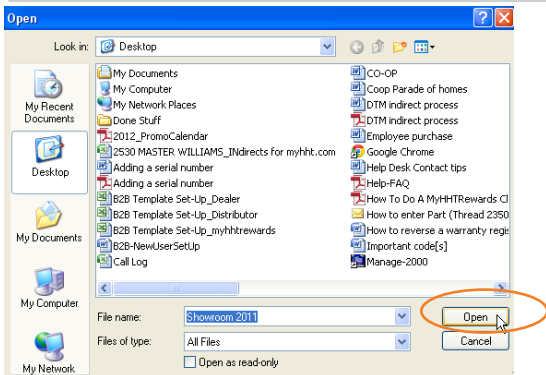 Open
Look in:
Desktop
My Recent
Documents
Desktop
My Documents
My Computer
My Network
My Documents
My Computer
My Network Places
Done Stuff
2012_PromoCalendar
2530 MASTER WILLIAMS_INdirects for myhht.com
Adding a serial number
Adding a serial number
B2B Template Set-Up_Dealer
B2B Template Set-Up_Distributor
B2B Template Set-Up_myhhtrewards
B2B-NewUserSetUp
Call Log
CO-OP
Coop Parade of homes
DTM indirect process
DTM indirect process
Employee purchase
Google Chrome
Help Desk Contact tips
Help-FAQ
How To Do A MyHHTRewards Cl
How to enter Part (Thread 2350
How to reverse a warranty regis
Important code[s]
Manage-2000
File name:
Showroom 2011
Open
Files of type:
All Files
Cancel
Open as read-only